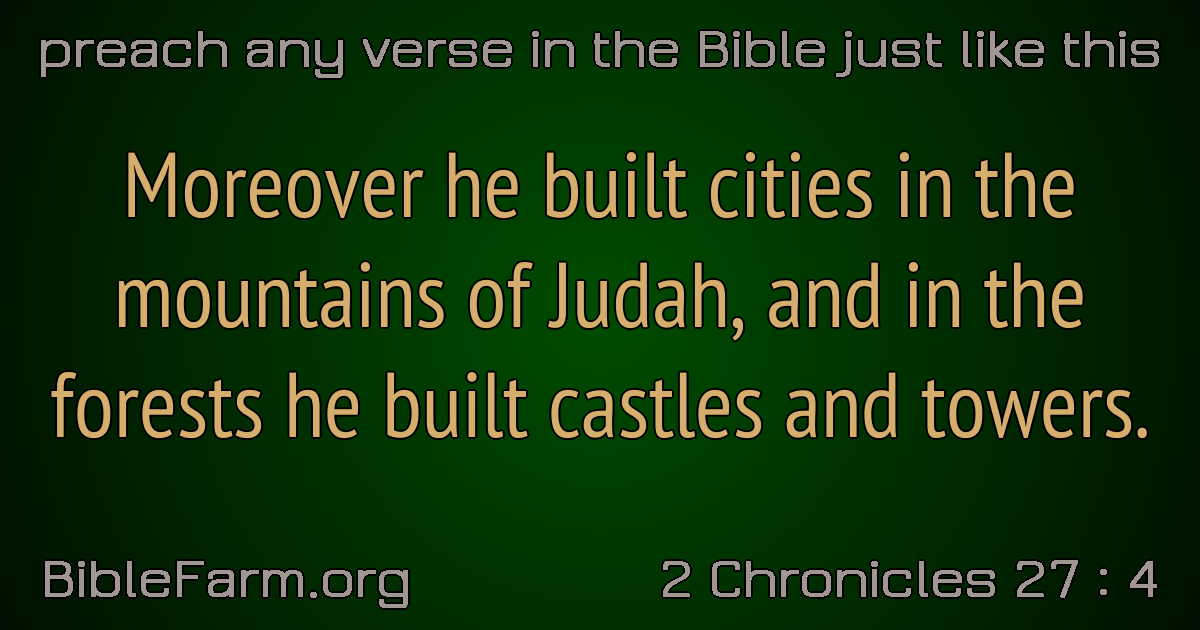 preach any verse in the Bible just like this
Moreover he built cities in the
mountains of Judah, and in the
forests he built castles and towers.
BibleFarm.org
2 Chronicles 27 : 4